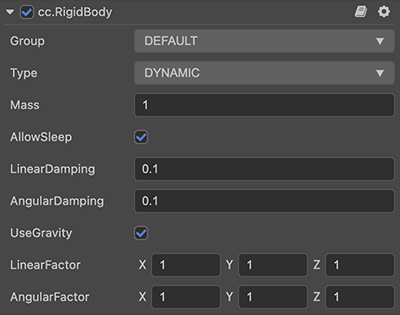 cc.RigidBody
Group DEFAULT
Type DYNAMIC
Mass 1
AllowSleep
LinearDamping 0.1
AngularDamping 0.1
UseGravity
LinearFactor X 1 Y 1 Z 1
AngularFactor X 1 Y 1 Z 1